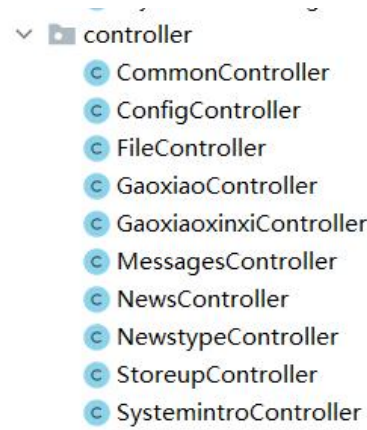 controller
CommonController
ConfigController
FileController
GaoxiaoController
GaoxiaoxinxiController
MessagesController
NewsController
NewstypeController
StoreupController
SystemintroController